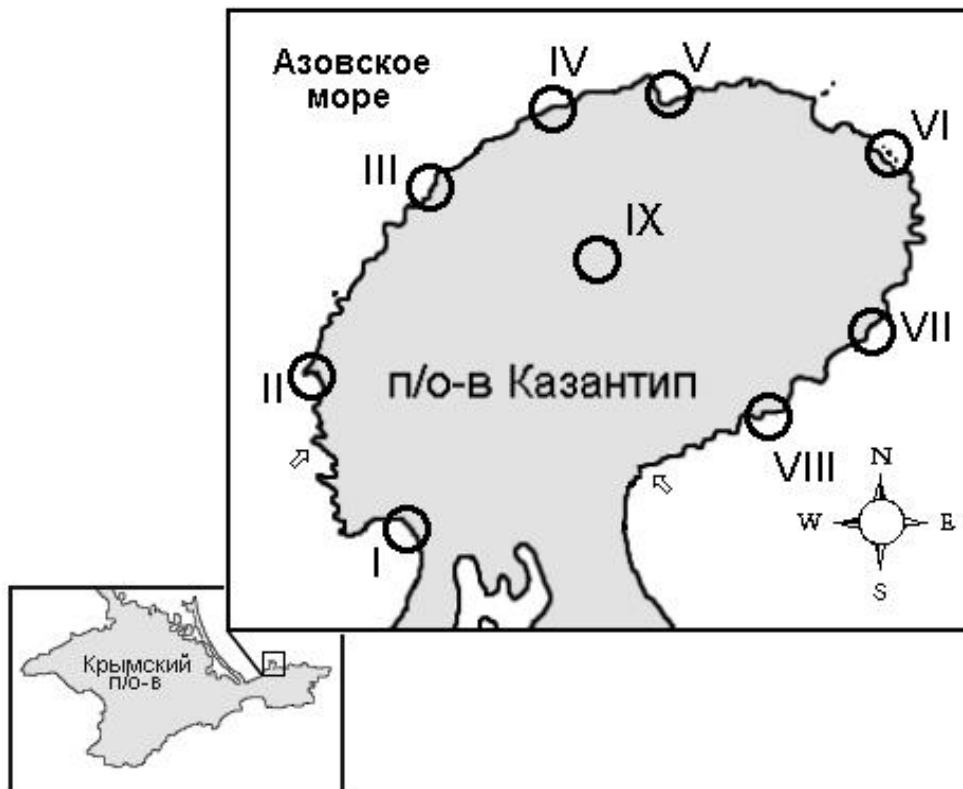 Азовское
море
IV
V
VI
III
IX
VII
II
п/о-в Казантип
VIII
I
N
W
E
S
Крымский
п/о-в